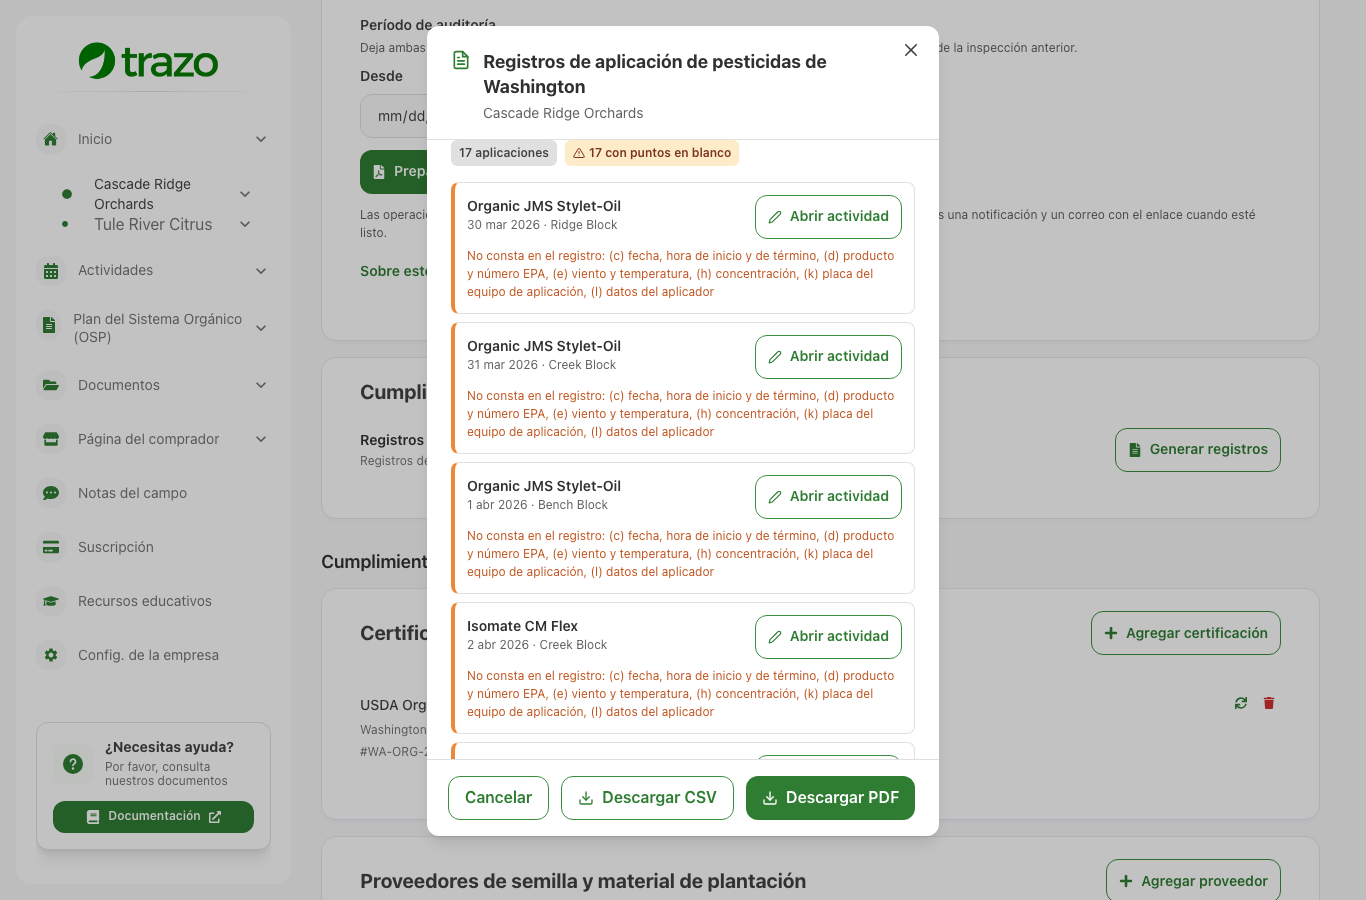 trazo
Inicio
Cascade Ridge
Orchards
Tule River Citrus
Actividades
Plan del Sistema Orgánico
(OSP)
Documentos
Página del comprador
Notas del campo
Suscripción
Recursos educativos
Config. de la empresa
¿Necesitas ayuda?
Por favor, consulta
nuestros documentos
Documentación
Período de auditoría
Deja ambas
de la inspección anterior.
Desde
mm/dd/
Las operacio
s una notificación y un correo con el enlace cuando esté
listo.
Sobre este
Registros
Registros de
Generar registros
Cumplimient
Agregar certificación
USDA Org
Washington
#WA-ORG-2
Proveedores de semilla y material de plantación
Agregar proveedor
Registros de aplicación de pesticidas de
Washington
Cascade Ridge Orchards
17 aplicaciones
17 con puntos en blanco
Organic JMS Stylet-Oil
30 mar 2026 · Ridge Block
Abrir actividad
No consta en el registro: (c) fecha, hora de inicio y de término, (d) producto
y número EPA, (e) viento y temperatura, (h) concentración, (k) placa del
equipo de aplicación, (l) datos del aplicador
Organic JMS Stylet-Oil
31 mar 2026 · Creek Block
Abrir actividad
No consta en el registro: (c) fecha, hora de inicio y de término, (d) producto
y número EPA, (e) viento y temperatura, (h) concentración, (k) placa del
equipo de aplicación, (l) datos del aplicador
Organic JMS Stylet-Oil
1 abr 2026 · Bench Block
Abrir actividad
No consta en el registro: (c) fecha, hora de inicio y de término, (d) producto
y número EPA, (e) viento y temperatura, (h) concentración, (k) placa del
equipo de aplicación, (l) datos del aplicador
Isomate CM Flex
2 abr 2026 · Creek Block
Abrir actividad
No consta en el registro: (c) fecha, hora de inicio y de término, (d) producto
y número EPA, (e) viento y temperatura, (h) concentración, (k) placa del
equipo de aplicación, (l) datos del aplicador
Cancelar
Descargar CSV
Descargar PDF